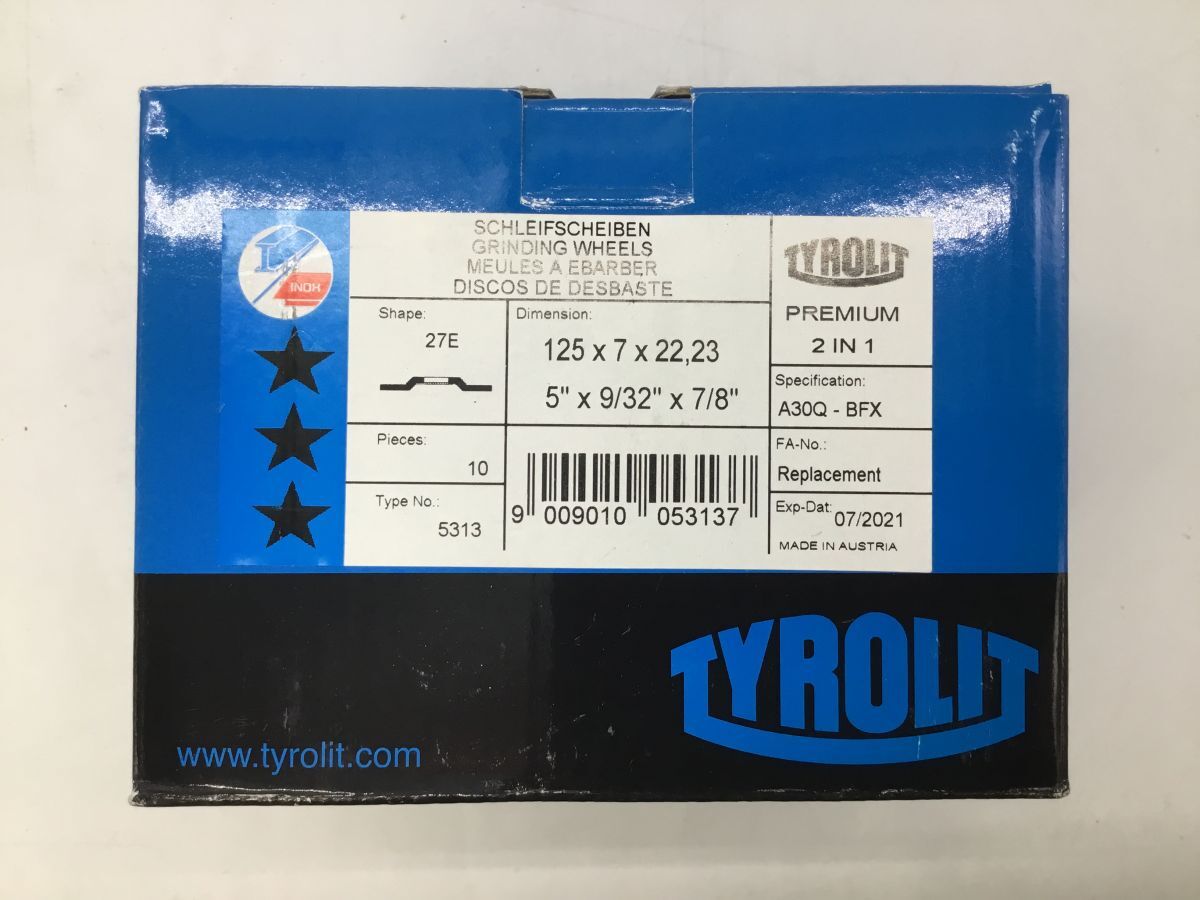 SCHLEIFSCHEIBEN
GRINDING WHEELS
MEULES A EBARBER
DISCOS DE DESBASTE
INOX
Shape:
27E
Dimension:
125 x 7 x 22,23
5" x 9/32" x 7/8"
Pieces:
10
Type No.:
5313
9 009010 053137
TYROLIT
PREMIUM
2 IN 1
Specification:
A30Q - BFX
FA-No.:
Replacement
Exp-Dat: 07/2021
MADE IN AUSTRIA
TYROLIT
www.tyrolit.com